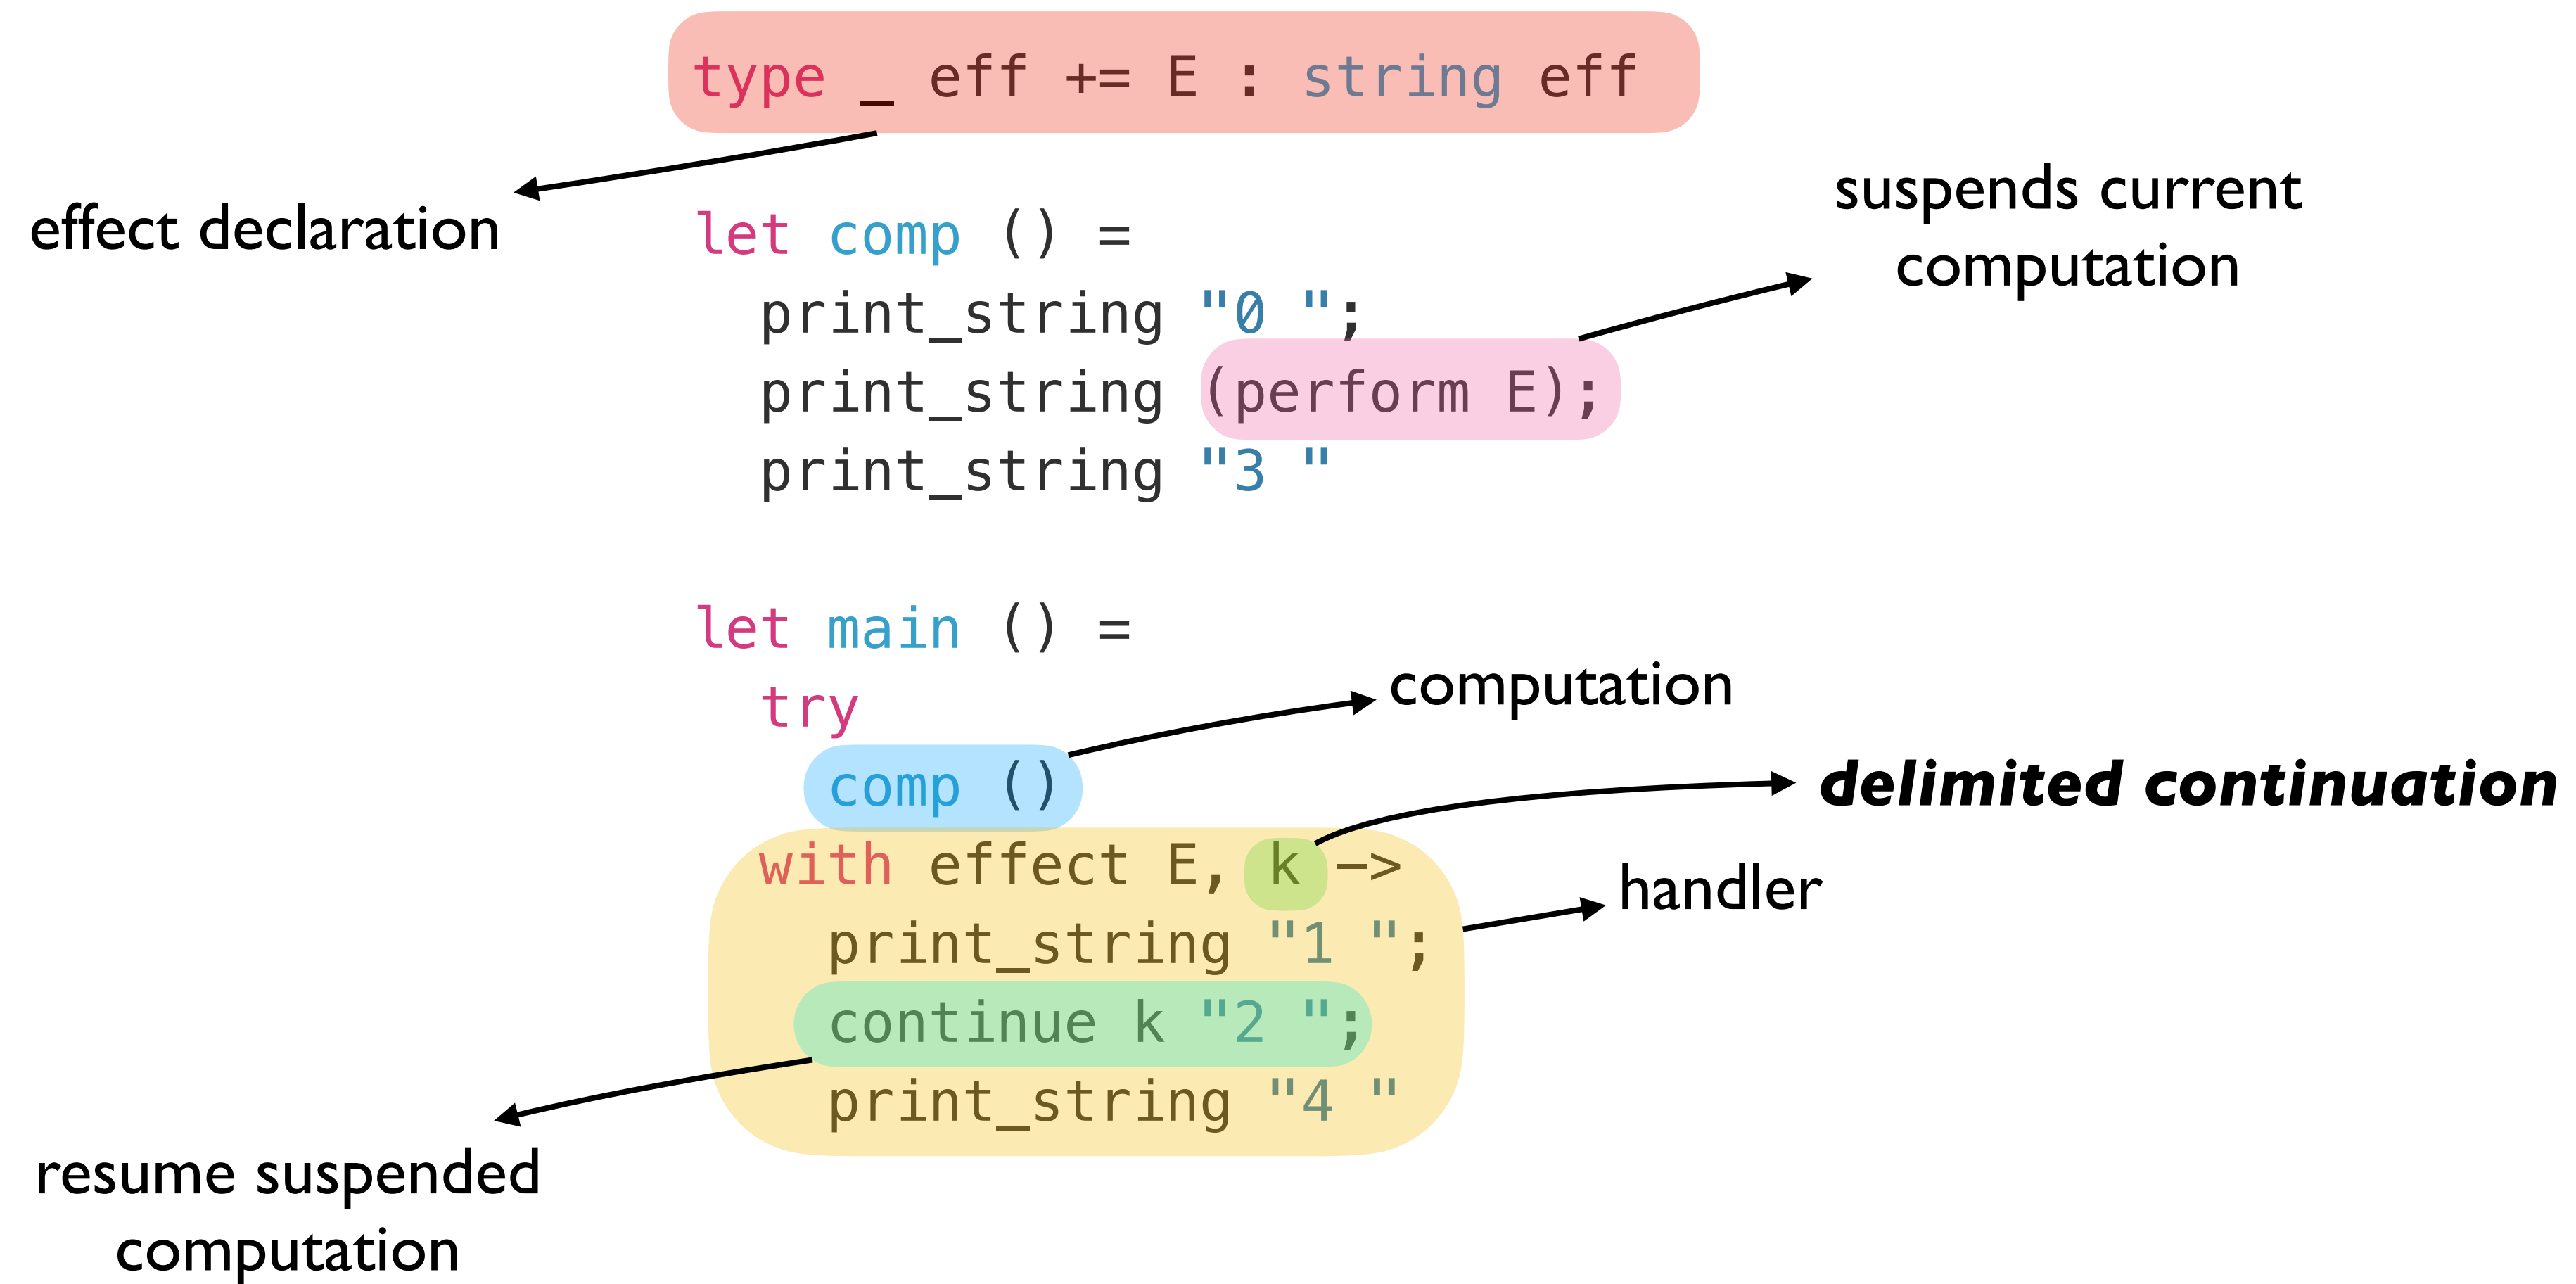 type _ eff += E : string eff
effect declaration
suspends current
computation
let comp () =
print_string "0 ";
print_string (perform E);
print_string "3 "
let main () =
try
computation
comp ()
delimited continuation
with effect E, k ->
handler
print_string "1 ";
continue k "2 ";
print_string "4 "
resume suspended
computation